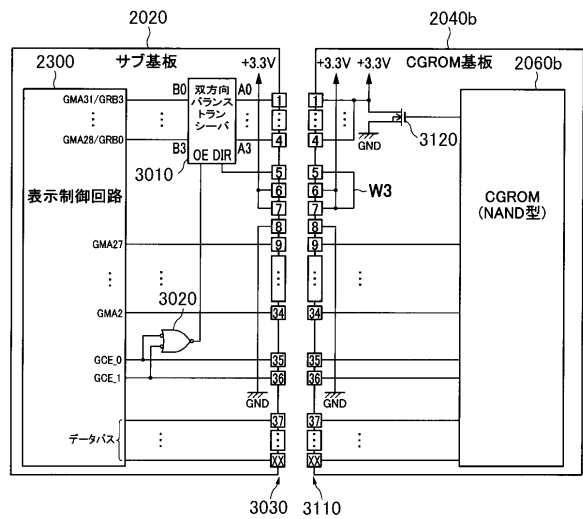 2020
2040b
サブ基板
+3.3V
+3.3V
CGROM基板
2300
2060b
GMA31/GRB3
B0
双方向
バランス
トラン
シーバ
A0
GMA28/GRB0
B3
OE DIR
A3
3010
表示制御回路
GMA27
GMA2
3020
GCE_0
GCE_1
データバス
GND
1
4
5
6
7
8
9
34
35
36
37
XX
3030
1
4
5
6
7
8
9
34
35
36
37
XX
3110
GND
GND
3120
W3
CGROM
(NAND型)